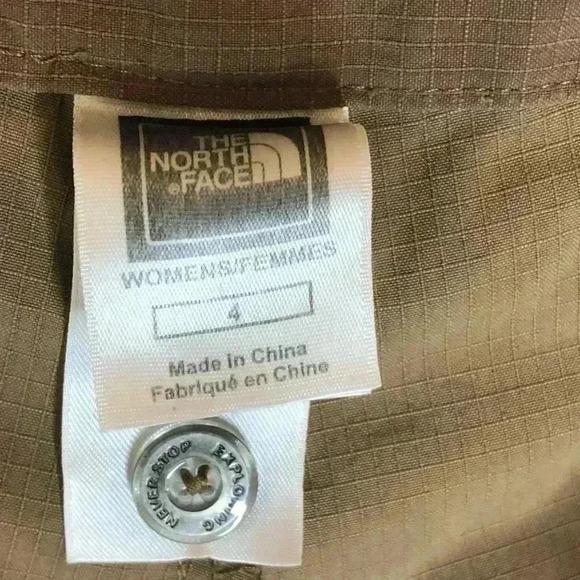 THE
NORTH
FACE
WOMENS/FEMMES
4
Made in China
Fabriqué en Chine
NEVER STOP EXPLORING